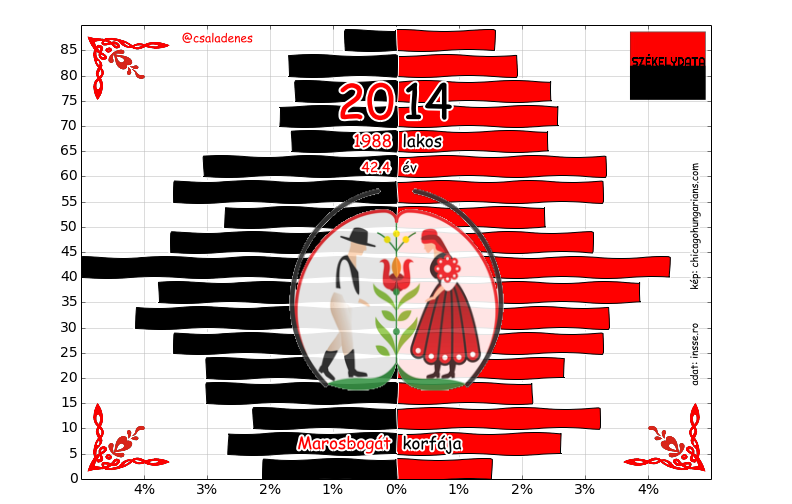 @csaladenes
SZÉKELYDATA
2014
1988 lakos
42.4 év
kép: chicagohungarians.com
adat: insse.ro
Marosbogát korfája
85
80
75
70
65
60
55
50
45
40
35
30
25
20
15
10
5
0
4% 3% 2% 1% 0% 1% 2% 3% 4%